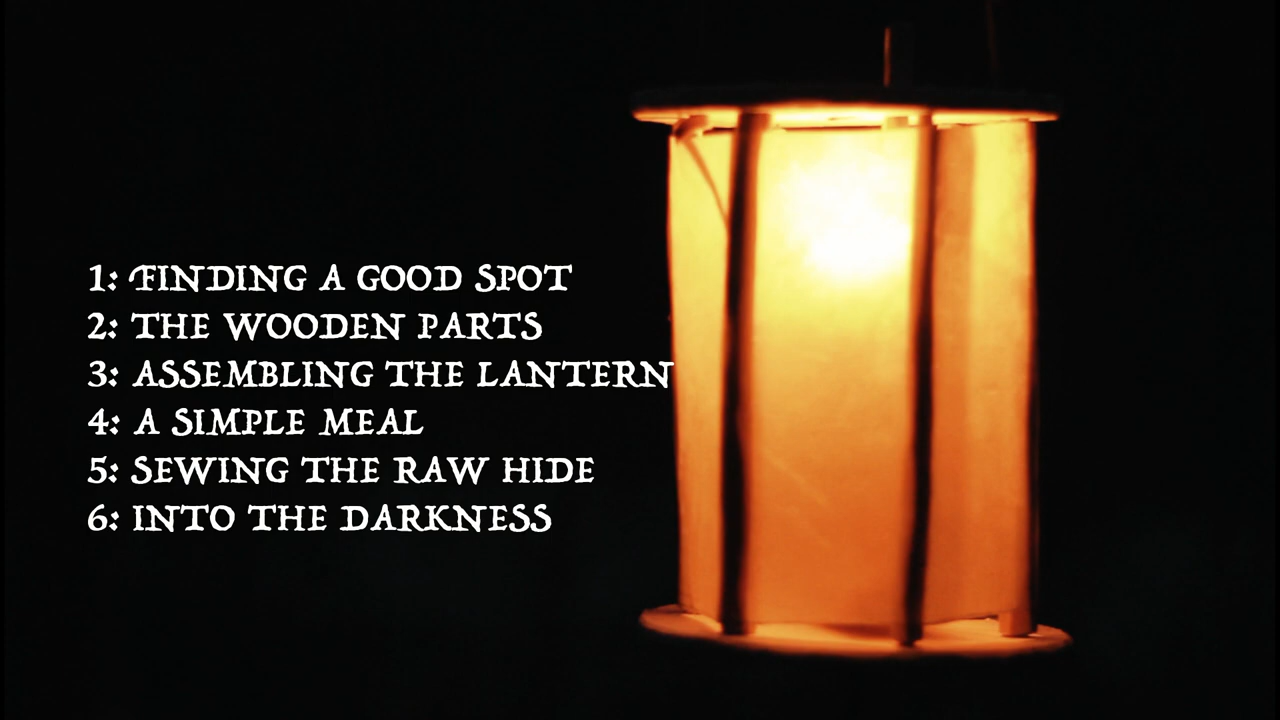 1: FINDING A GOOD SPOT
2: THE WOODEN PARTS
3: ASSEMBLING THE LANTERN
4: A SIMPLE MEAL
5: SEWING THE RAW HIDE
6: INTO THE DARKNESS